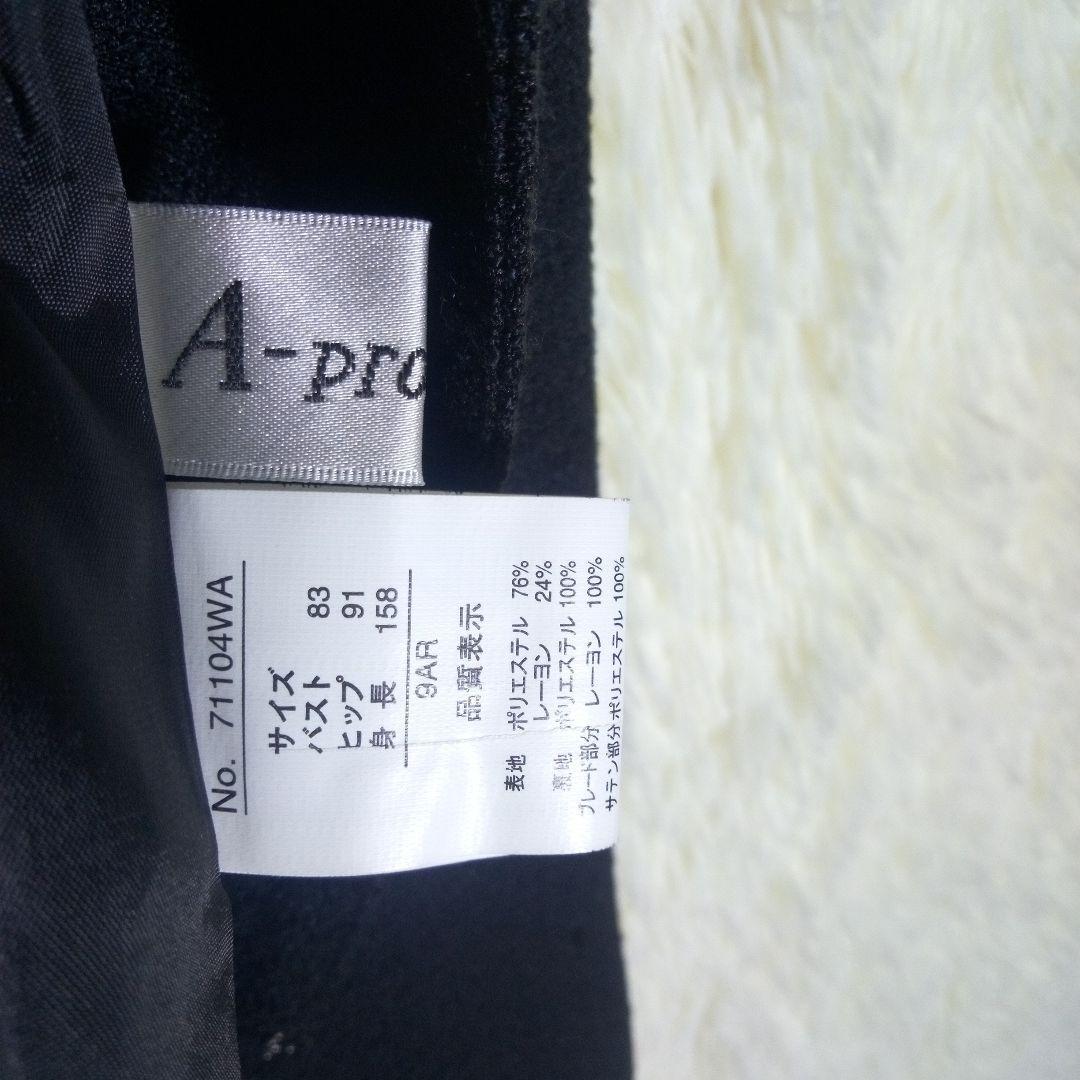 A-pro
No. 71104WA
サイズ
バスト 83
ヒップ 91
身 長 158
9AR
品質表示
表地 ポリエステル 76%
レーヨン 24%
裏地 ポリエステル 100%
ブレード部分 レーヨン 100%
サテン部分 ポリエステル 100%